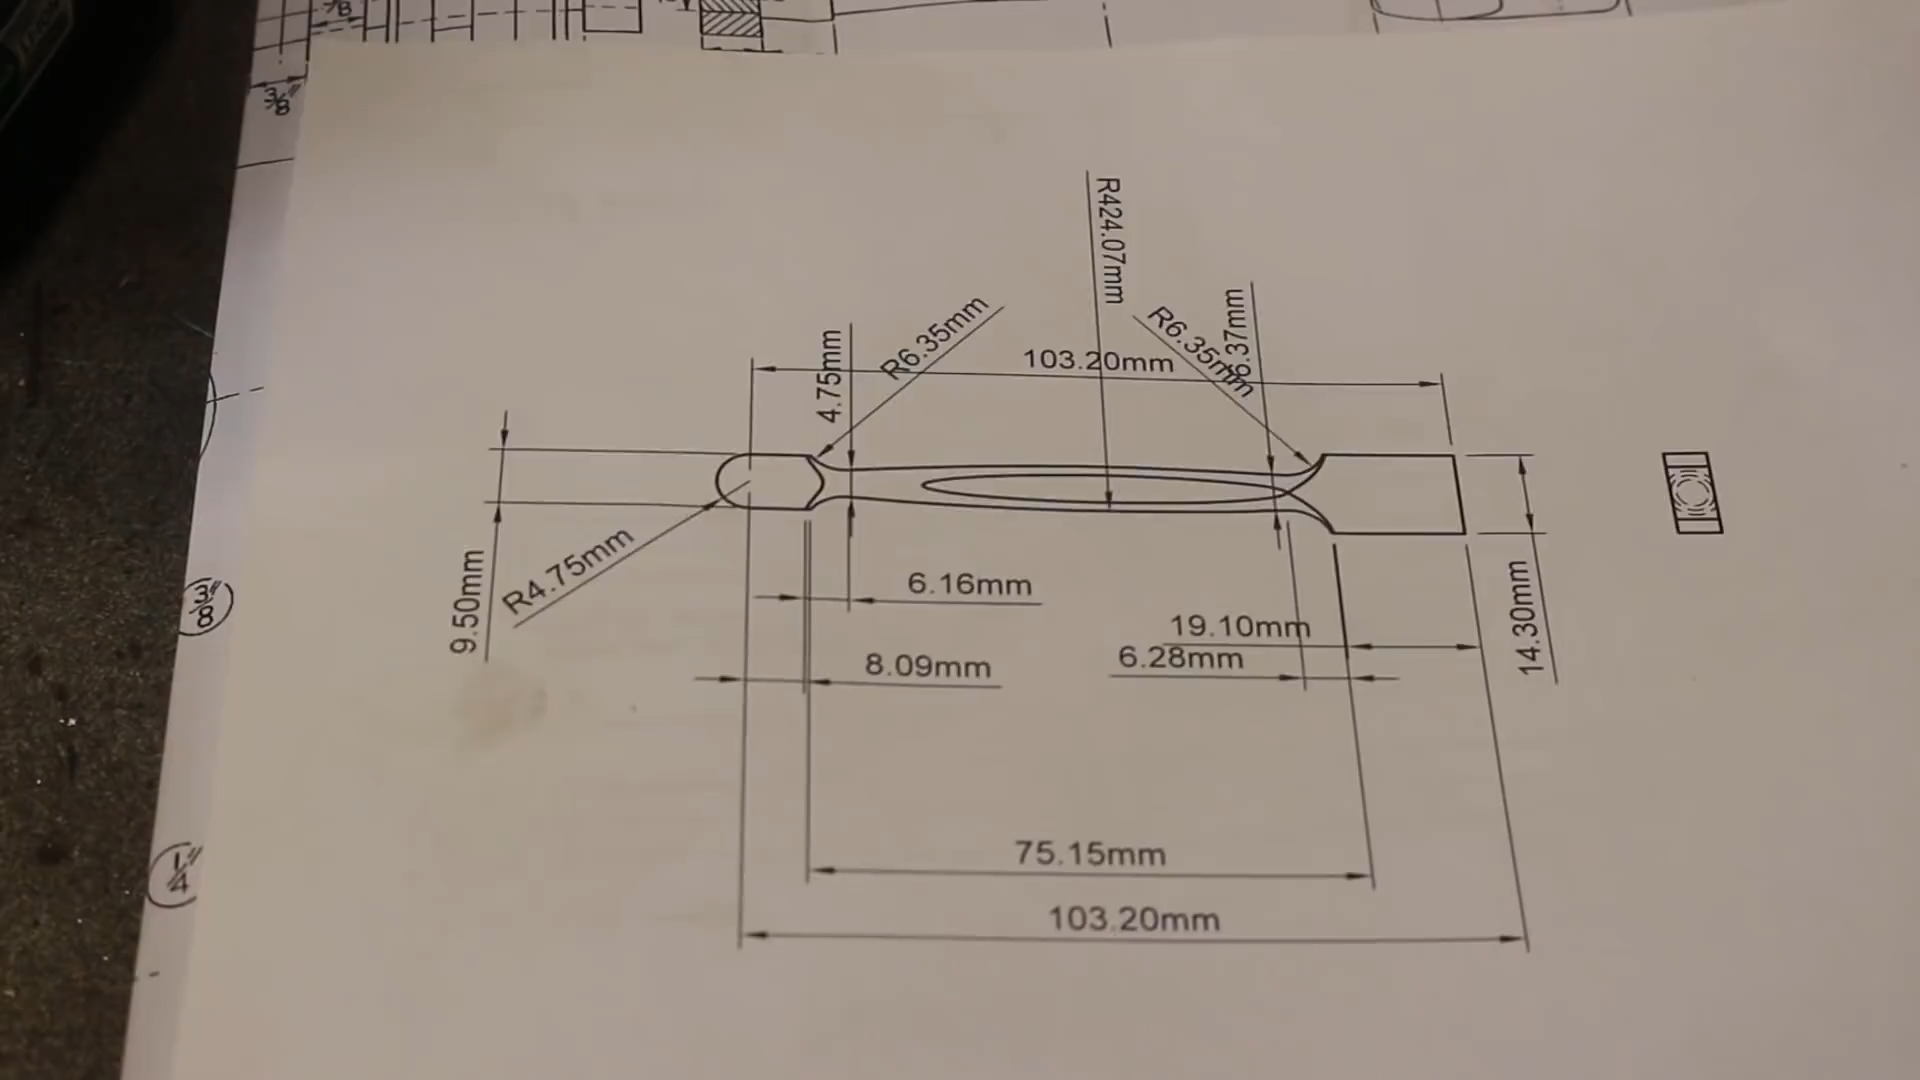 3/8"
R424.07mm
R6.35mm
R6.35mm
6.37mm
4.75mm
103.20mm
9.50mm
R4.75mm
6.16mm
8.09mm
19.10mm
6.28mm
14.30mm
3/8"
1/4"
75.15mm
103.20mm